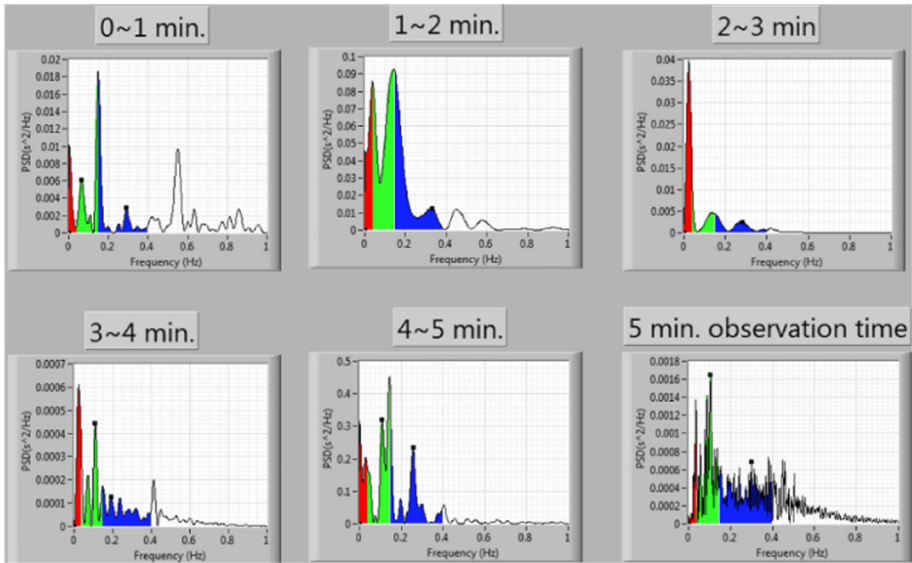 0~1 min.
0.02
0.018
0.016
0.014
0.012
0.01
0.008
0.006
0.004
0.002
0
PSD(s^2/Hz)
0 0.2 0.4 0.6 0.8 1
Frequency (Hz)
1~2 min.
0.1
0.09
0.08
0.07
0.06
0.05
0.04
0.03
0.02
0.01
0
PSD(s^2/Hz)
0 0.2 0.4 0.6 0.8 1
Frequency (Hz)
2~3 min
0.04
0.035
0.03
0.025
0.02
0.015
0.01
0.005
0
PSD(s^2/Hz)
0 0.2 0.4 0.6 0.8 1
Frequency (Hz)
3~4 min.
0.0007
0.0006
0.0005
0.0004
0.0003
0.0002
0.0001
0
PSD(s^2/Hz)
0 0.2 0.4 0.6 0.8 1
Frequency (Hz)
4~5 min.
0.5
0.4
0.3
0.2
0.1
0
PSD(s^2/Hz)
0 0.2 0.4 0.6 0.8 1
Frequency (Hz)
5 min. observation time
0.0018
0.0016
0.0014
0.0012
0.001
0.0008
0.0006
0.0004
0.0002
0
PSD(s^2/Hz)
0 0.2 0.4 0.6 0.8 1
Frequency (Hz)